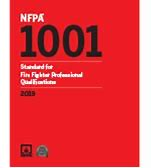 NFPA
1001
Standard for
Fire Fighter Professional
Qualifications
2019